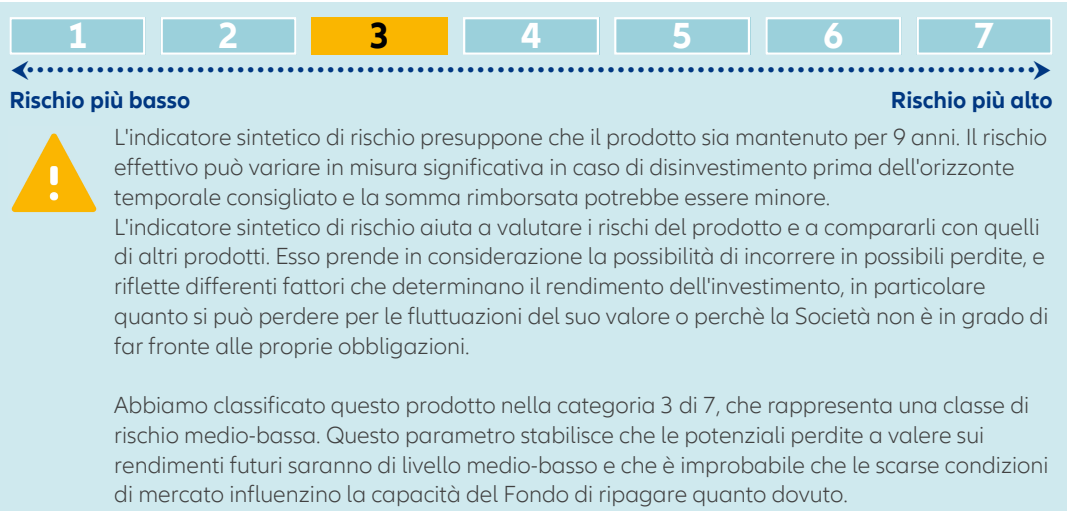 1 2 3 4 5 6 7
Rischio più basso Rischio più alto
L'indicatore sintetico di rischio presuppone che il prodotto sia mantenuto per 9 anni. Il rischio
effettivo può variare in misura significativa in caso di disinvestimento prima dell'orizzonte
temporale consigliato e la somma rimborsata potrebbe essere minore.
L'indicatore sintetico di rischio aiuta a valutare i rischi del prodotto e a compararli con quelli
di altri prodotti. Esso prende in considerazione la possibilità di incorrere in possibili perdite, e
riflette differenti fattori che determinano il rendimento dell'investimento, in particolare
quanto si può perdere per le fluttuazioni del suo valore o perchè la Società non è in grado di
far fronte alle proprie obbligazioni.
Abbiamo classificato questo prodotto nella categoria 3 di 7, che rappresenta una classe di
rischio medio-bassa. Questo parametro stabilisce che le potenziali perdite a valere sui
rendimenti futuri saranno di livello medio-basso e che è improbabile che le scarse condizioni
di mercato influenzino la capacità del Fondo di ripagare quanto dovuto.